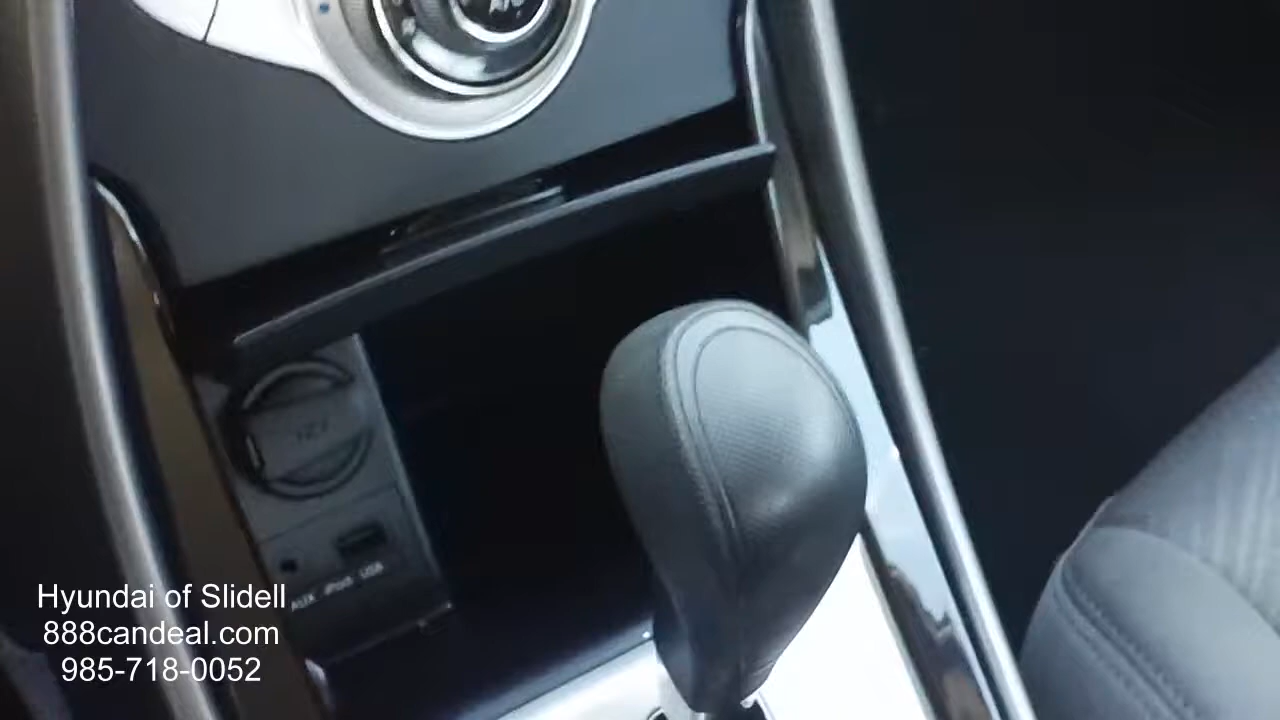 A/C
AUX iPod USB
Hyundai of Slidell
888candeal.com
985-718-0052